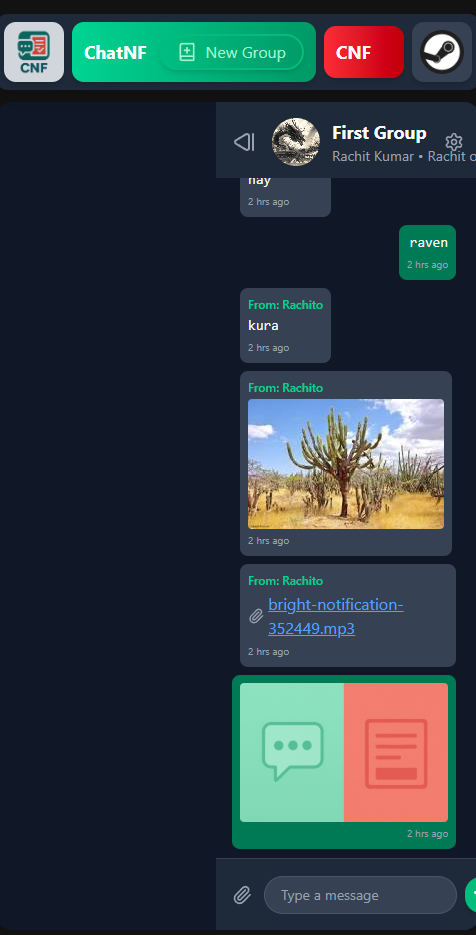 CNF
ChatNF
New Group
CNF
First Group
Rachit Kumar • Rachit o
hay
2 hrs ago
raven
2 hrs ago
From: Rachito
kura
2 hrs ago
From: Rachito
2 hrs ago
From: Rachito
bright-notification-
352449.mp3
2 hrs ago
2 hrs ago
Type a message